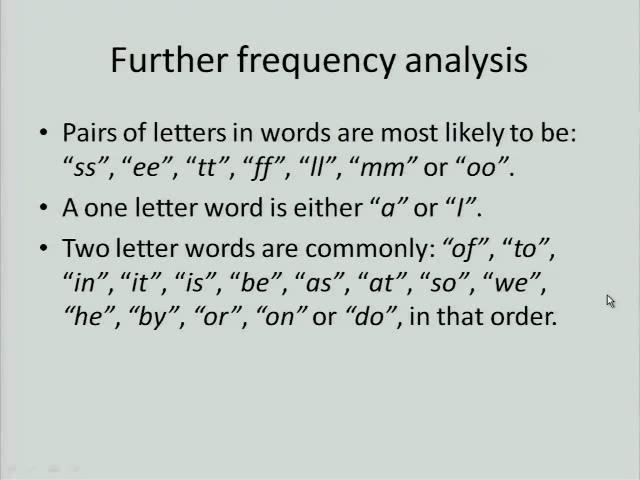 Further frequency analysis
• Pairs of letters in words are most likely to be:
“ss”, “ee”, “tt”, “ff”, “ll”, “mm” or “oo”.
• A one letter word is either “a” or “I”.
• Two letter words are commonly: “of”, “to”,
“in”, “it”, “is”, “be”, “as”, “at”, “so”, “we”,
“he”, “by”, “or”, “on” or “do”, in that order.